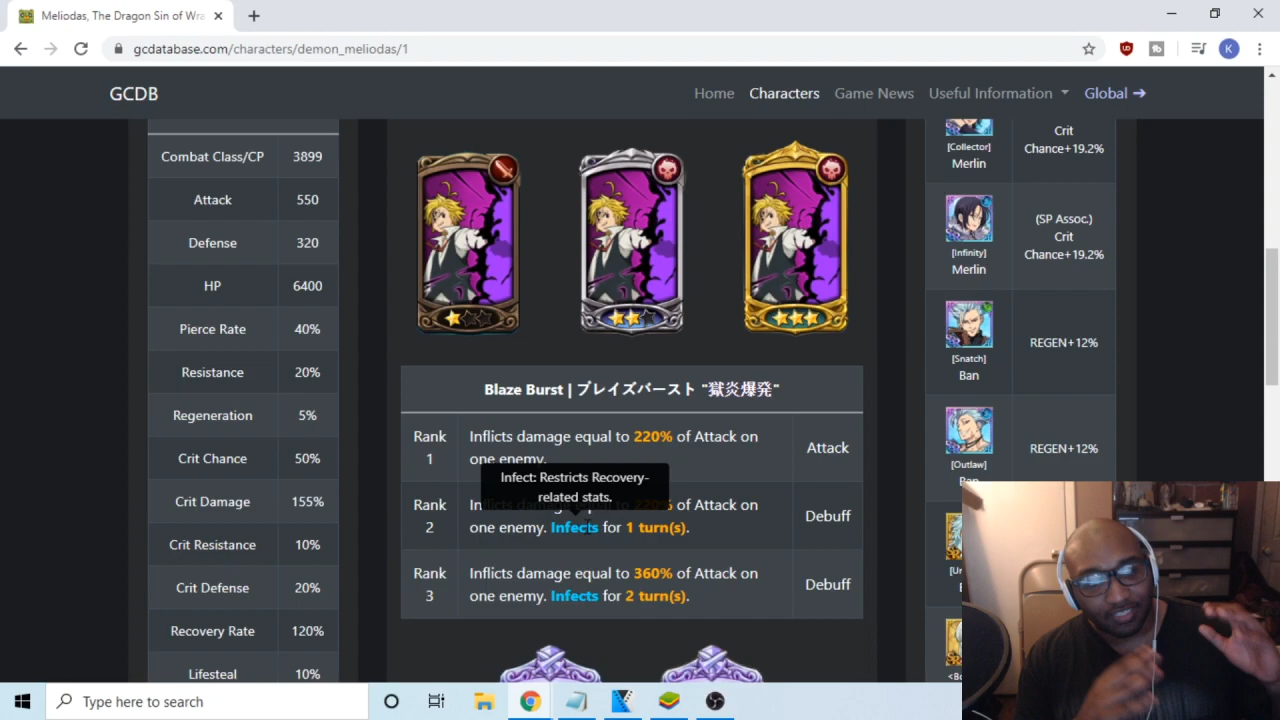 Meliodas, The Dragon Sin of Wra
gcdatabase.com/characters/demon_meliodas/1
K
GCDB
Home
Characters
Game News
Useful Information
Global ➔
Combat Class/CP 3899
Attack 550
Defense 320
HP 6400
Pierce Rate 40%
Resistance 20%
Regeneration 5%
Crit Chance 50%
Crit Damage 155%
Crit Resistance 10%
Crit Defense 20%
Recovery Rate 120%
Lifesteal 10%
Blaze Burst | ブレイズバースト "獄炎爆発"
Rank 1
Inflicts damage equal to 220% of Attack on
one enemy.
Attack
Infect: Restricts Recovery-
related stats.
Rank 2
one enemy. Infects for 1 turn(s).
Debuff
Rank 3
Inflicts damage equal to 360% of Attack on
one enemy. Infects for 2 turn(s).
Debuff
[Collector]
Merlin
Crit
Chance+19.2%
[Infinity]
Merlin
(SP Assoc.)
Crit
Chance+19.2%
[Snatch]
Ban
REGEN+12%
[Outlaw]
REGEN+12%
Type here to search